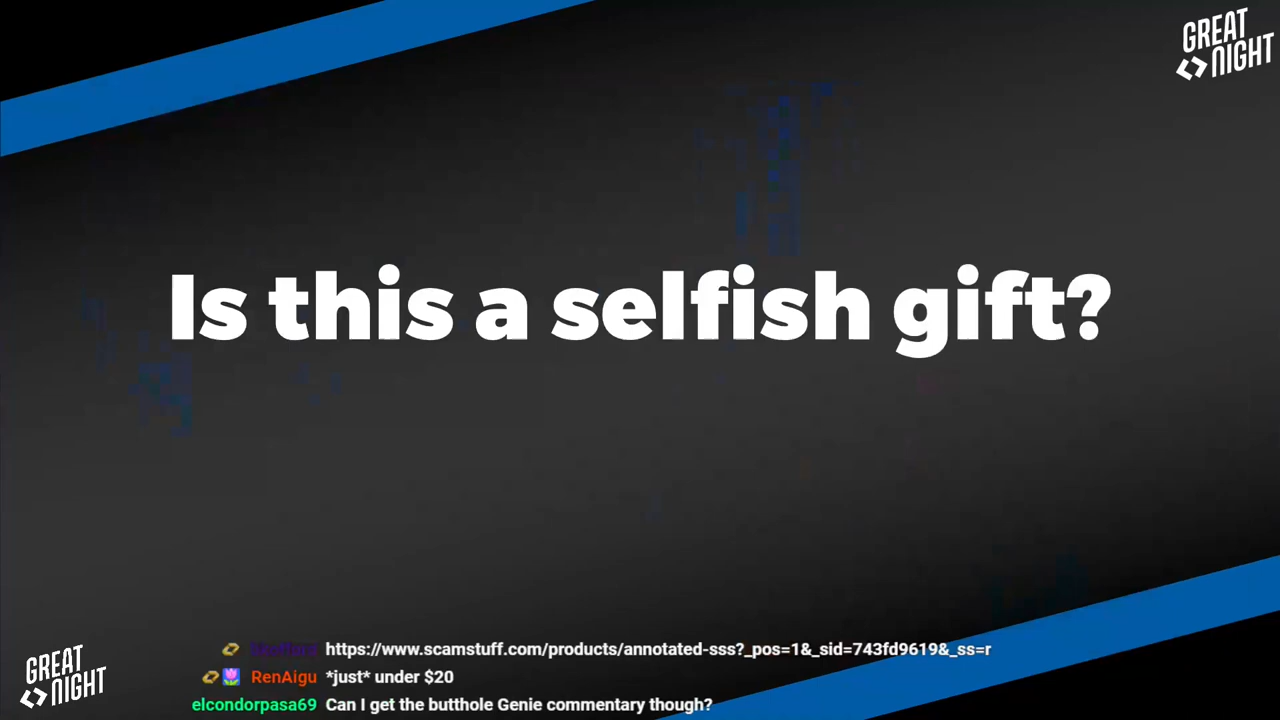 GREAT
NIGHT
Is this a selfish gift?
https://www.scamstuff.com/products/annotated-sss?_pos=1&_sid=743fd9619&_ss=r
RenAigu *just* under $20
elcondorpasa69 Can I get the butthole Genie commentary though?
GREAT
NIGHT